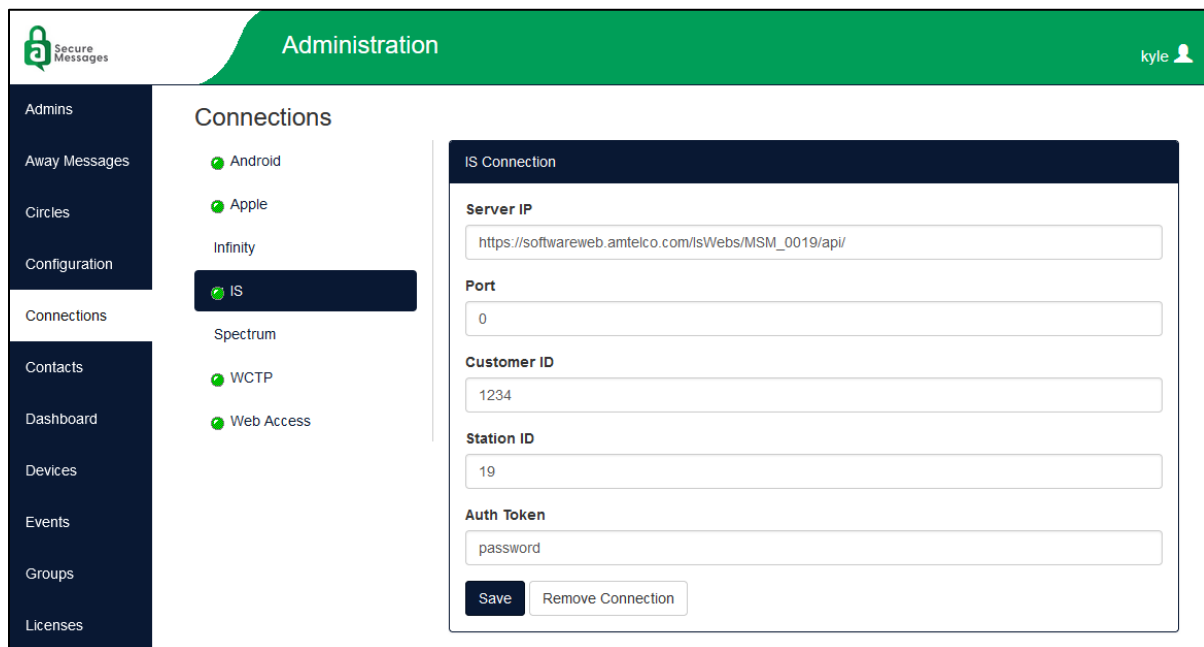 Secure
Messages
Administration
kyle
Admins
Away Messages
Circles
Configuration
Connections
Contacts
Dashboard
Devices
Events
Groups
Licenses
Connections
Android
Apple
Infinity
IS
Spectrum
WCTP
Web Access
IS Connection
Server IP
https://softwareweb.amtelco.com/IsWebs/MSM_0019/api/
Port
0
Customer ID
1234
Station ID
19
Auth Token
password
Save Remove Connection